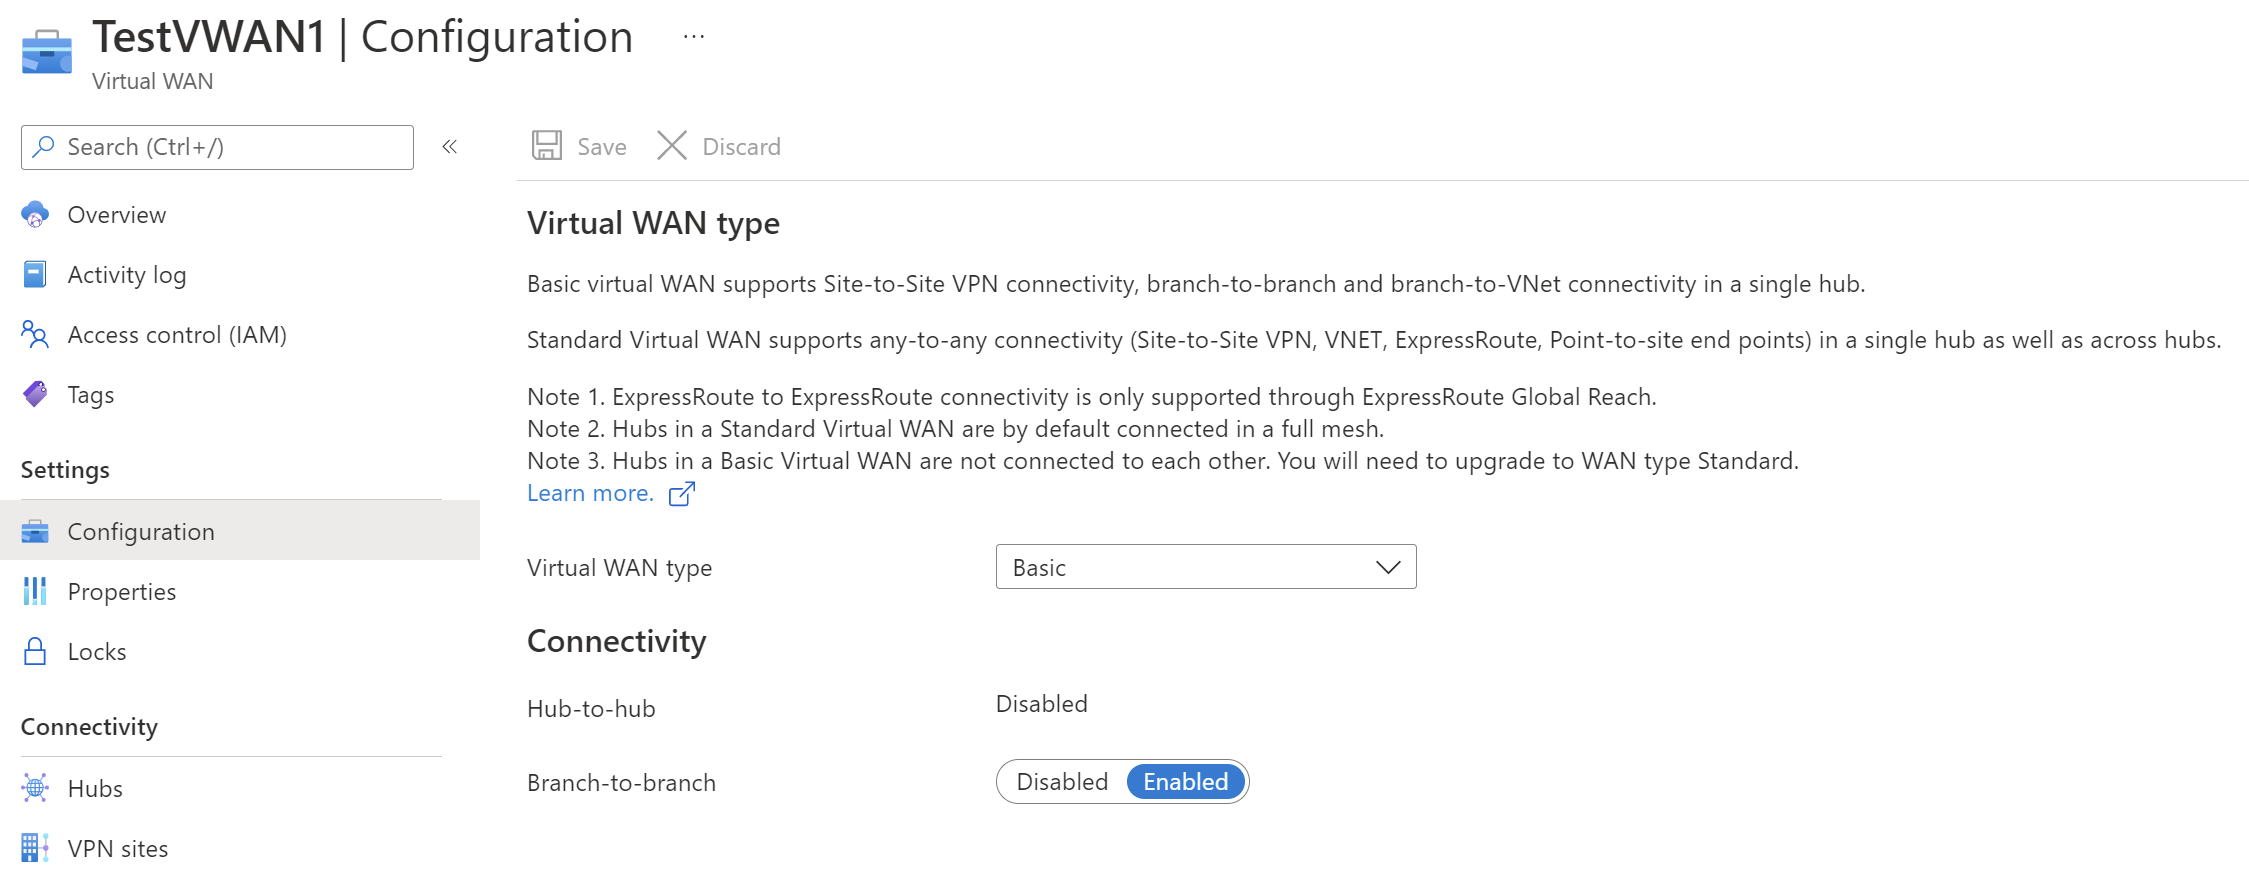 TestVWAN1 | Configuration ...
Virtual WAN
Search (Ctrl+/)
«
Overview
Activity log
Access control (IAM)
Tags
Settings
Configuration
Properties
Locks
Connectivity
Hubs
VPN sites
Save Discard
Virtual WAN type
Basic virtual WAN supports Site-to-Site VPN connectivity, branch-to-branch and branch-to-VNet connectivity in a single hub.
Standard Virtual WAN supports any-to-any connectivity (Site-to-Site VPN, VNET, ExpressRoute, Point-to-site end points) in a single hub as well as across hubs.
Note 1. ExpressRoute to ExpressRoute connectivity is only supported through ExpressRoute Global Reach.
Note 2. Hubs in a Standard Virtual WAN are by default connected in a full mesh.
Note 3. Hubs in a Basic Virtual WAN are not connected to each other. You will need to upgrade to WAN type Standard.
Learn more.
Virtual WAN type Basic
Connectivity
Hub-to-hub Disabled
Branch-to-branch Disabled Enabled